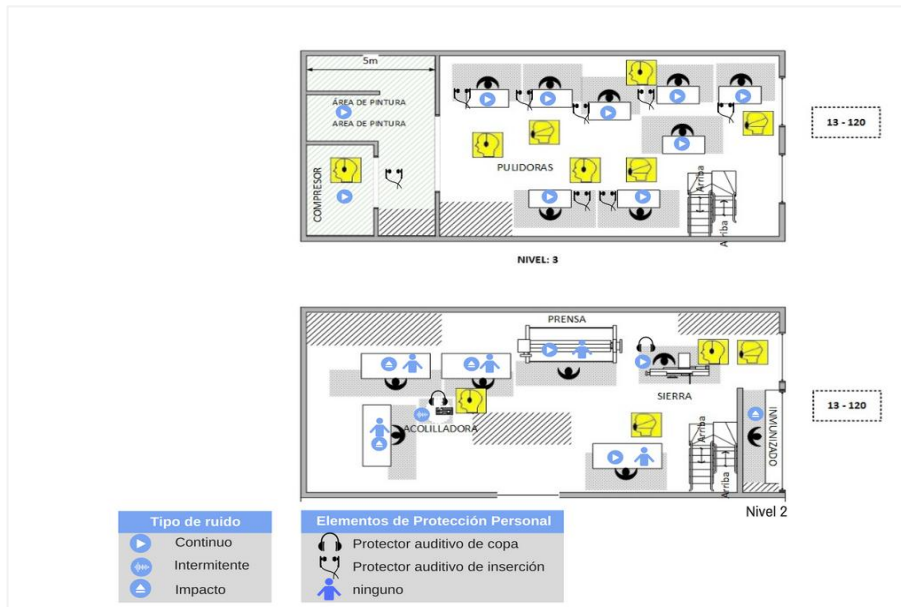 5m
ÁREA DE PINTURA
AREA DE PINTURA
COMPRESOR
PULIDORAS
Arriba
Arriba
13 - 120
NIVEL: 3
PRENSA
SIERRA
ACOLILLADORA
Arriba
Arriba
INMUNIZADO
13 - 120
Nivel 2
Tipo de ruido
Continuo
Intermitente
Impacto
Elementos de Protección Personal
Protector auditivo de copa
Protector auditivo de inserción
ninguno